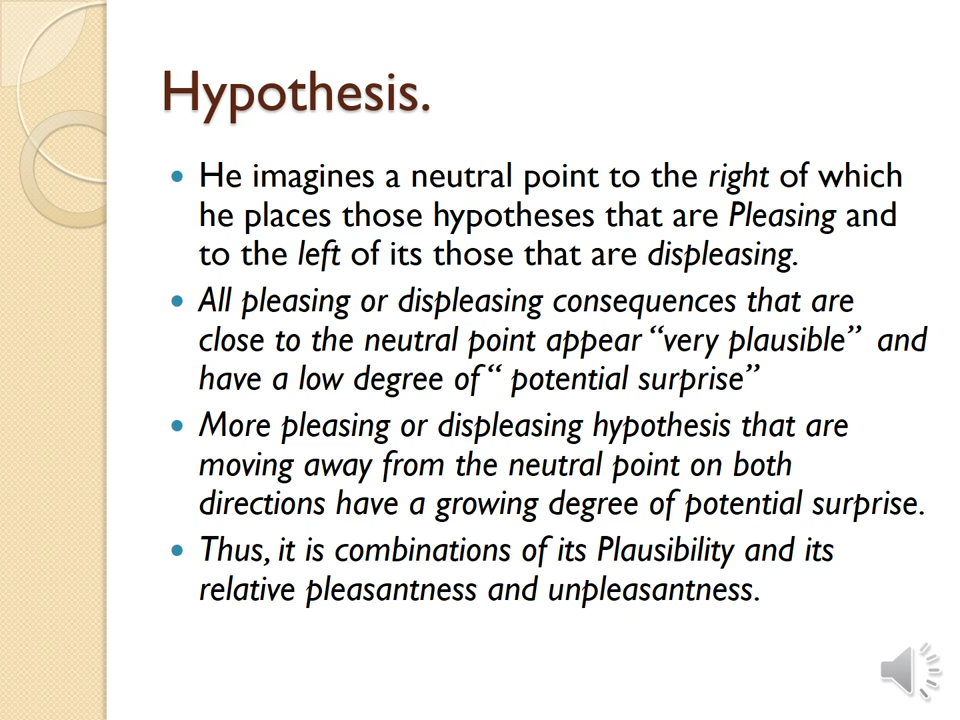 Hypothesis.
• He imagines a neutral point to the right of which
he places those hypotheses that are Pleasing and
to the left of its those that are displeasing.
• All pleasing or displeasing consequences that are
close to the neutral point appear “very plausible”  and
have a low degree of “ potential surprise”
• More pleasing or displeasing hypothesis that are
moving away from the neutral point on both
directions have a growing degree of potential surprise.
• Thus, it is combinations of its Plausibility and its
relative pleasantness and unpleasantness.